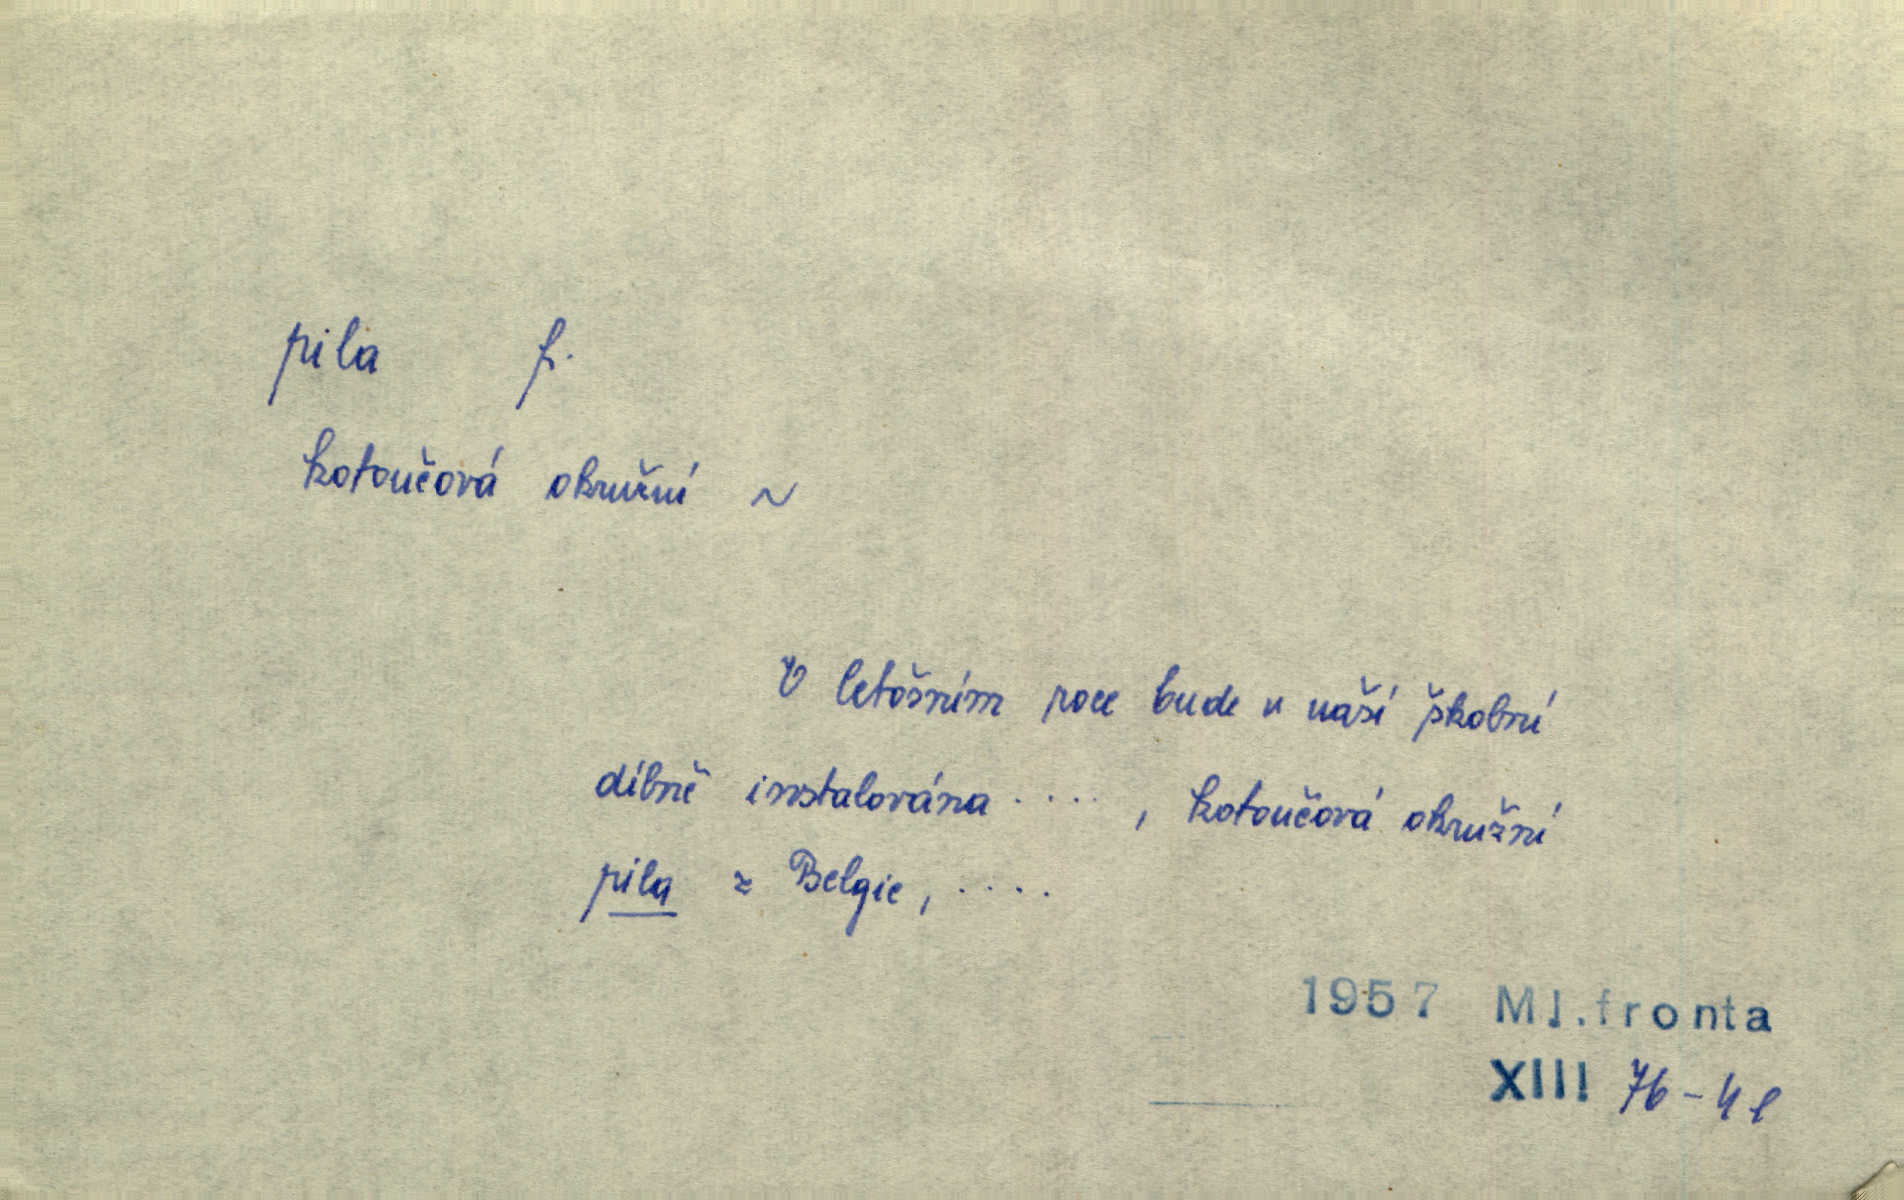 pila f.
kotoučová okružní ~
V letošním roce bude v naší školní
dílně instalována . . . . , kotoučová okružní
pila z Belgie, . . . .
1957 Ml.fronta
XIII 76-4